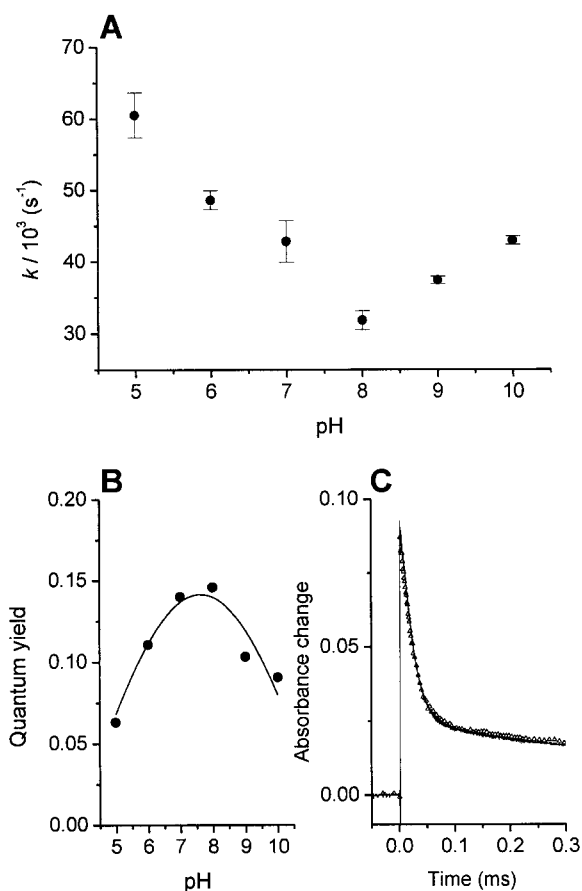 A
70
60
50
40
30
k / 10³ (s⁻¹)
5 6 7 8 9 10
pH
B
0.20
0.15
0.10
0.05
0.00
Quantum yield
5 6 7 8 9 10
pH
C
0.10
0.05
0.00
Absorbance change
0.0 0.1 0.2 0.3
Time (ms)